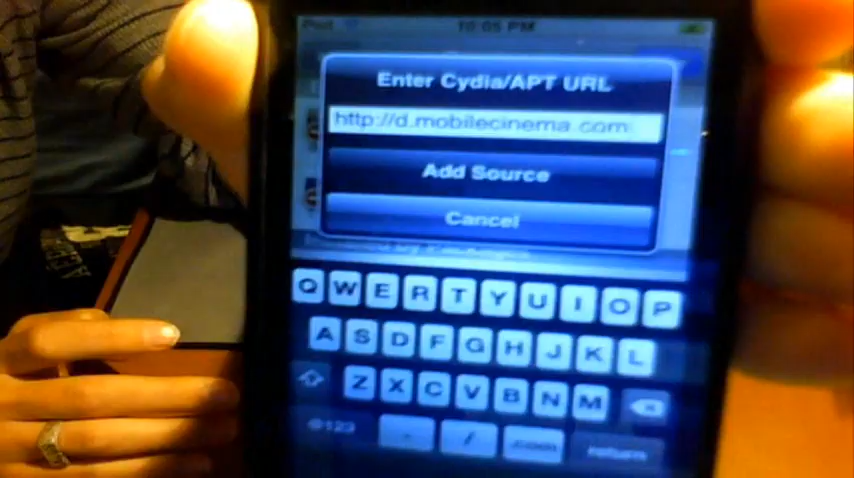 iPod 10:05 PM
Enter Cydia/APT URL
http://d.mobilecinema.com
Add Source
Cancel
Q W E R T Y U I O P
A S D F G H J K L
Z X C V B N M
@123 . / .com return